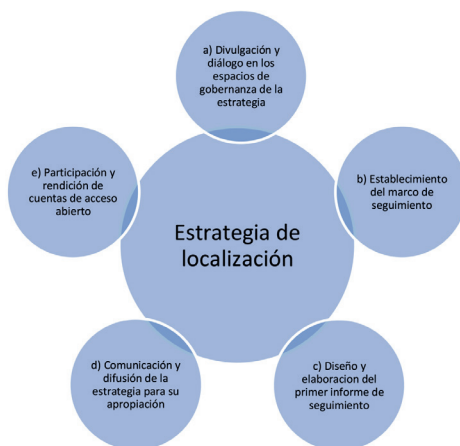 a) Divulgación y
diálogo en los
espacios de
gobernanza de la
estrategia
b) Establecimiento
del marco de
seguimiento
c) Diseño y
elaboracion del
primer informe de
seguimiento
d) Comunicación y
difusión de la
estrategia para su
apropiación
e) Participación y
rendición de
cuentas de acceso
abierto
Estrategia de
localización